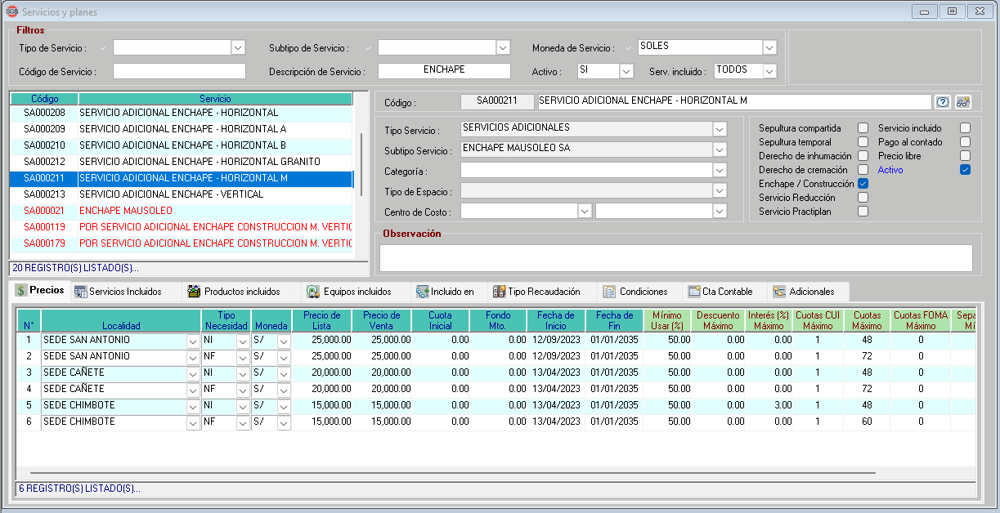 SG5 Servicios y planes
Filtros
Tipo de Servicio : Subtipo de Servicio : Moneda de Servicio : SOLES
Código de Servicio : Descripción de Servicio : ENCHAPE Activo : SI Serv. incluido : TODOS
Código Servicio
SA000208 SERVICIO ADICIONAL ENCHAPE - HORIZONTAL
SA000209 SERVICIO ADICIONAL ENCHAPE - HORIZONTAL A
SA000210 SERVICIO ADICIONAL ENCHAPE - HORIZONTAL B
SA000212 SERVICIO ADICIONAL ENCHAPE - HORIZONTAL GRANITO
SA000211 SERVICIO ADICIONAL ENCHAPE - HORIZONTAL M
SA000213 SERVICIO ADICIONAL ENCHAPE - VERTICAL
SA000021 ENCHAPE MAUSOLEO
SA000119 POR SERVICIO ADICIONAL ENCHAPE CONSTRUCCION M. VERTIC
SA000179 POR SERVICIO ADICIONAL ENCHAPE CONSTRUCCION M. VERTIC
20 REGISTRO(S) LISTADO(S)...
Código : SA000211 SERVICIO ADICIONAL ENCHAPE - HORIZONTAL M
Tipo Servicio : SERVICIOS ADICIONALES
Subtipo Servicio : ENCHAPE MAUSOLEO SA
Categoría :
Tipo de Espacio :
Centro de Costo :
Sepultura compartida Servicio incluido
Sepultura temporal Pago al contado
Derecho de inhumación Precio libre
Derecho de cremación Activo
Enchape / Construcción
Servicio Reducción
Servicio Practiplan
Observación
Precios Servicios Incluidos Productos incluidos Equipos incluidos Incluido en Tipo Recaudación Condiciones Cta Contable Adicionales
Tipo Precio de Precio de Cuota Fondo Fecha de Fecha de Mínimo Descuento Interés (%) Cuotas CUI Cuotas Cuotas FOMA Sepa
N° Localidad Necesidad Moneda Lista Venta Inicial Mto. Inicio Fin Usar (%) Máximo Máximo Máximo Máximo Máximo Mí
1 SEDE SAN ANTONIO NI S/ 25,000.00 25,000.00 0.00 0.00 12/09/2023 01/01/2035 50.00 0.00 0.00 1 48 0
2 SEDE SAN ANTONIO NF S/ 25,000.00 25,000.00 0.00 0.00 12/09/2023 01/01/2035 50.00 0.00 0.00 1 72 0
3 SEDE CAÑETE NI S/ 20,000.00 20,000.00 0.00 0.00 13/04/2023 01/01/2035 50.00 0.00 0.00 1 48 0
4 SEDE CAÑETE NF S/ 20,000.00 20,000.00 0.00 0.00 13/04/2023 01/01/2035 50.00 0.00 0.00 1 72 0
5 SEDE CHIMBOTE NI S/ 15,000.00 15,000.00 0.00 0.00 13/04/2023 01/01/2035 50.00 0.00 3.00 1 48 0
6 SEDE CHIMBOTE NF S/ 15,000.00 15,000.00 0.00 0.00 13/04/2023 01/01/2035 50.00 0.00 0.00 1 60 0
6 REGISTRO(S) LISTADO(S)...